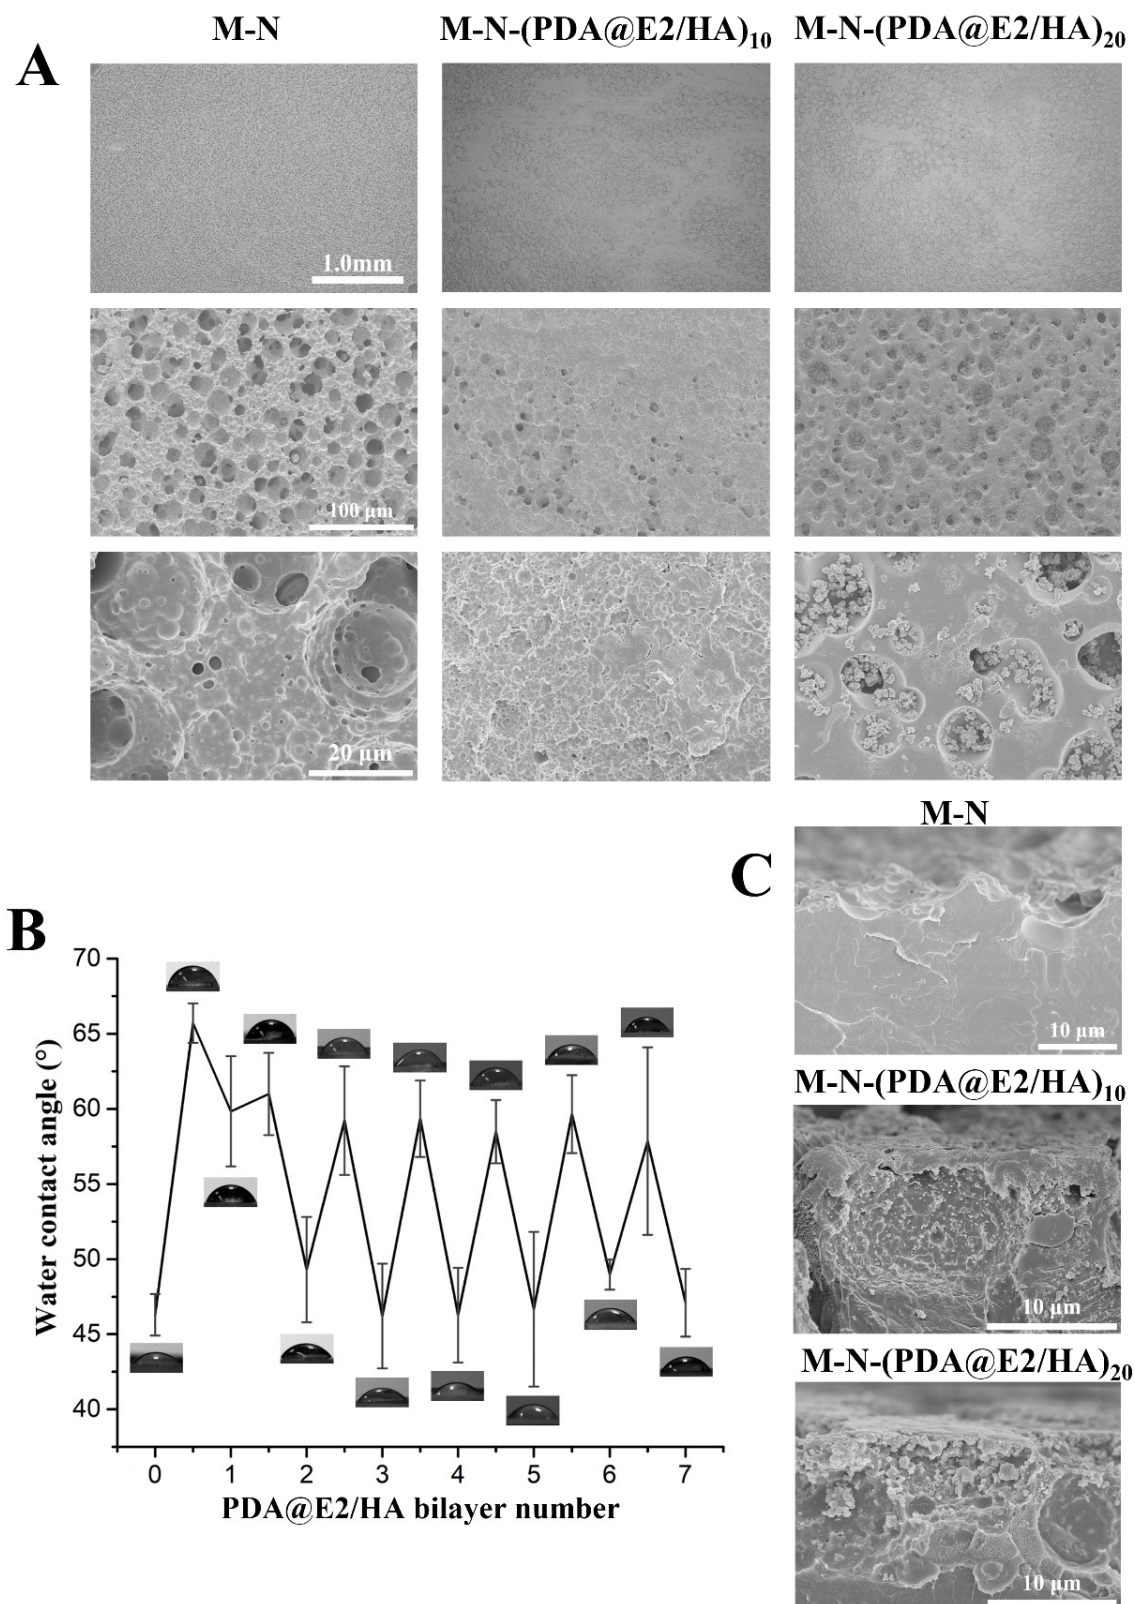 M-N
M-N-(PDA@E2/HA)10
M-N-(PDA@E2/HA)20
A
1.0mm
100 μm
20 μm
B
70
65
60
55
50
45
40
Water contact angle (°)
0 1 2 3 4 5 6 7
PDA@E2/HA bilayer number
C
M-N
10 μm
M-N-(PDA@E2/HA)10
10 μm
M-N-(PDA@E2/HA)20
10 μm